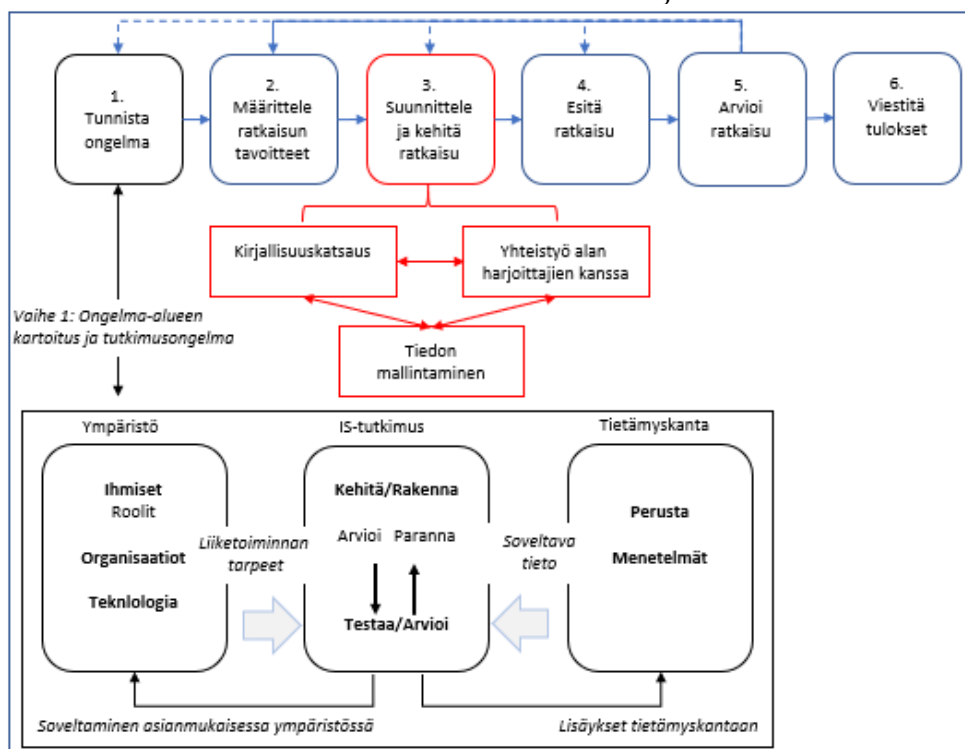 1.
Tunnista
ongelma
2.
Määrittele
ratkaisun
tavoitteet
3.
Suunnittele
ja kehitä
ratkaisu
4.
Esitä
ratkaisu
5.
Arvioi
ratkaisu
6.
Viestitä
tulokset
Kirjallisuuskatsaus
Yhteistyö alan
harjoittajien kanssa
Tiedon
mallintaminen
Vaihe 1: Ongelma-alueen
kartoitus ja tutkimusongelma
Ympäristö
IS-tutkimus
Tietämyskanta
Ihmiset
Roolit
Organisaatiot
Teknlologia
Liiketoiminnan
tarpeet
Kehitä/Rakenna
Arvioi Paranna
Testaa/Arvioi
Soveltava
tieto
Perusta
Menetelmät
Soveltaminen asianmukaisessa ympäristössä
Lisäykset tietämyskantaan